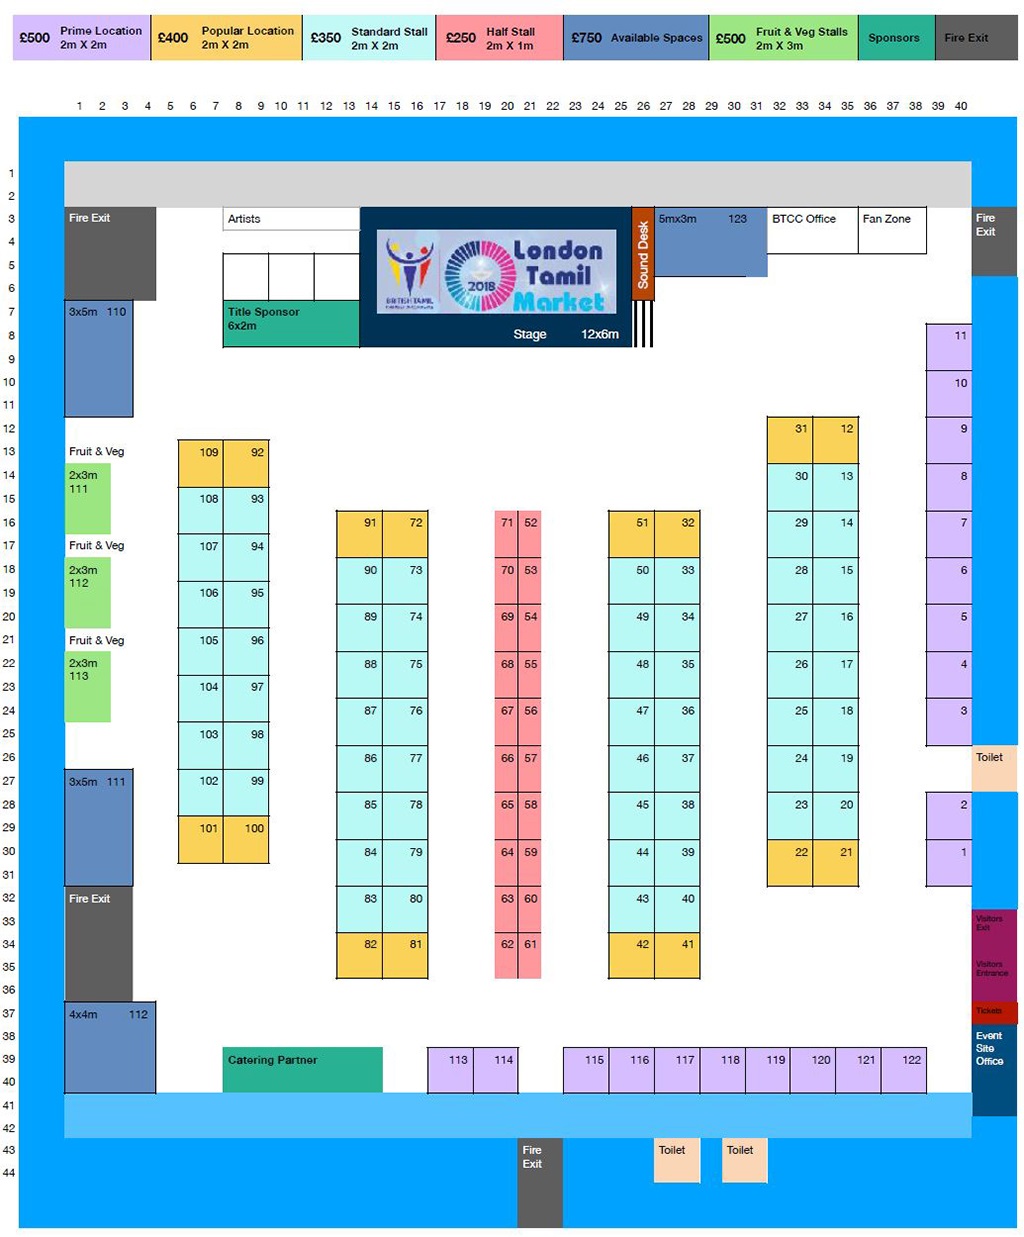 £500 Prime Location 2m X 2m
£400 Popular Location 2m X 2m
£350 Standard Stall 2m X 2m
£250 Half Stall 2m X 1m
£750 Available Spaces
£500 Fruit & Veg Stalls 2m X 3m
Sponsors
Fire Exit
1 2 3 4 5 6 7 8 9 10 11 12 13 14 15 16 17 18 19 20 21 22 23 24 25 26 27 28 29 30 31 32 33 34 35 36 37 38 39 40
1
2
3 Fire Exit Artists 5mx3m 123 BTCC Office Fan Zone Fire Exit
Sound Desk
London
Tamil
Market
2018
BRITISH TAMIL
4
5
6
7 3x5m 110 Title Sponsor
6x2m
8 Stage 12x6m 11
9
10 10
11
12 31 12 9
13 Fruit & Veg 109 92
14 2x3m 111 30 13 8
15 108 93
16 91 72 71 52 51 32 29 14 7
17 Fruit & Veg 107 94
18 2x3m 112 90 73 70 53 50 33 28 15 6
19 106 95
20 89 74 69 54 49 34 27 16 5
21 Fruit & Veg 105 96
22 2x3m 113 88 75 68 55 48 35 26 17 4
23 104 97
24 87 76 67 56 47 36 25 18 3
25 103 98
26 86 77 66 57 46 37 24 19 Toilet
27 3x5m 111 102 99
28 85 78 65 58 45 38 23 20 2
29 101 100
30 84 79 64 59 44 39 22 21 1
31
32 Fire Exit 83 80 63 60 43 40
33 Visitors Exit
34 82 81 62 61 42 41
35 Visitors Entrance
36
37 4x4m 112 Tickets
38 Event Site Office
39 Catering Partner 113 114 115 116 117 118 119 120 121 122
40
41
42
43 Fire Exit Toilet Toilet
44